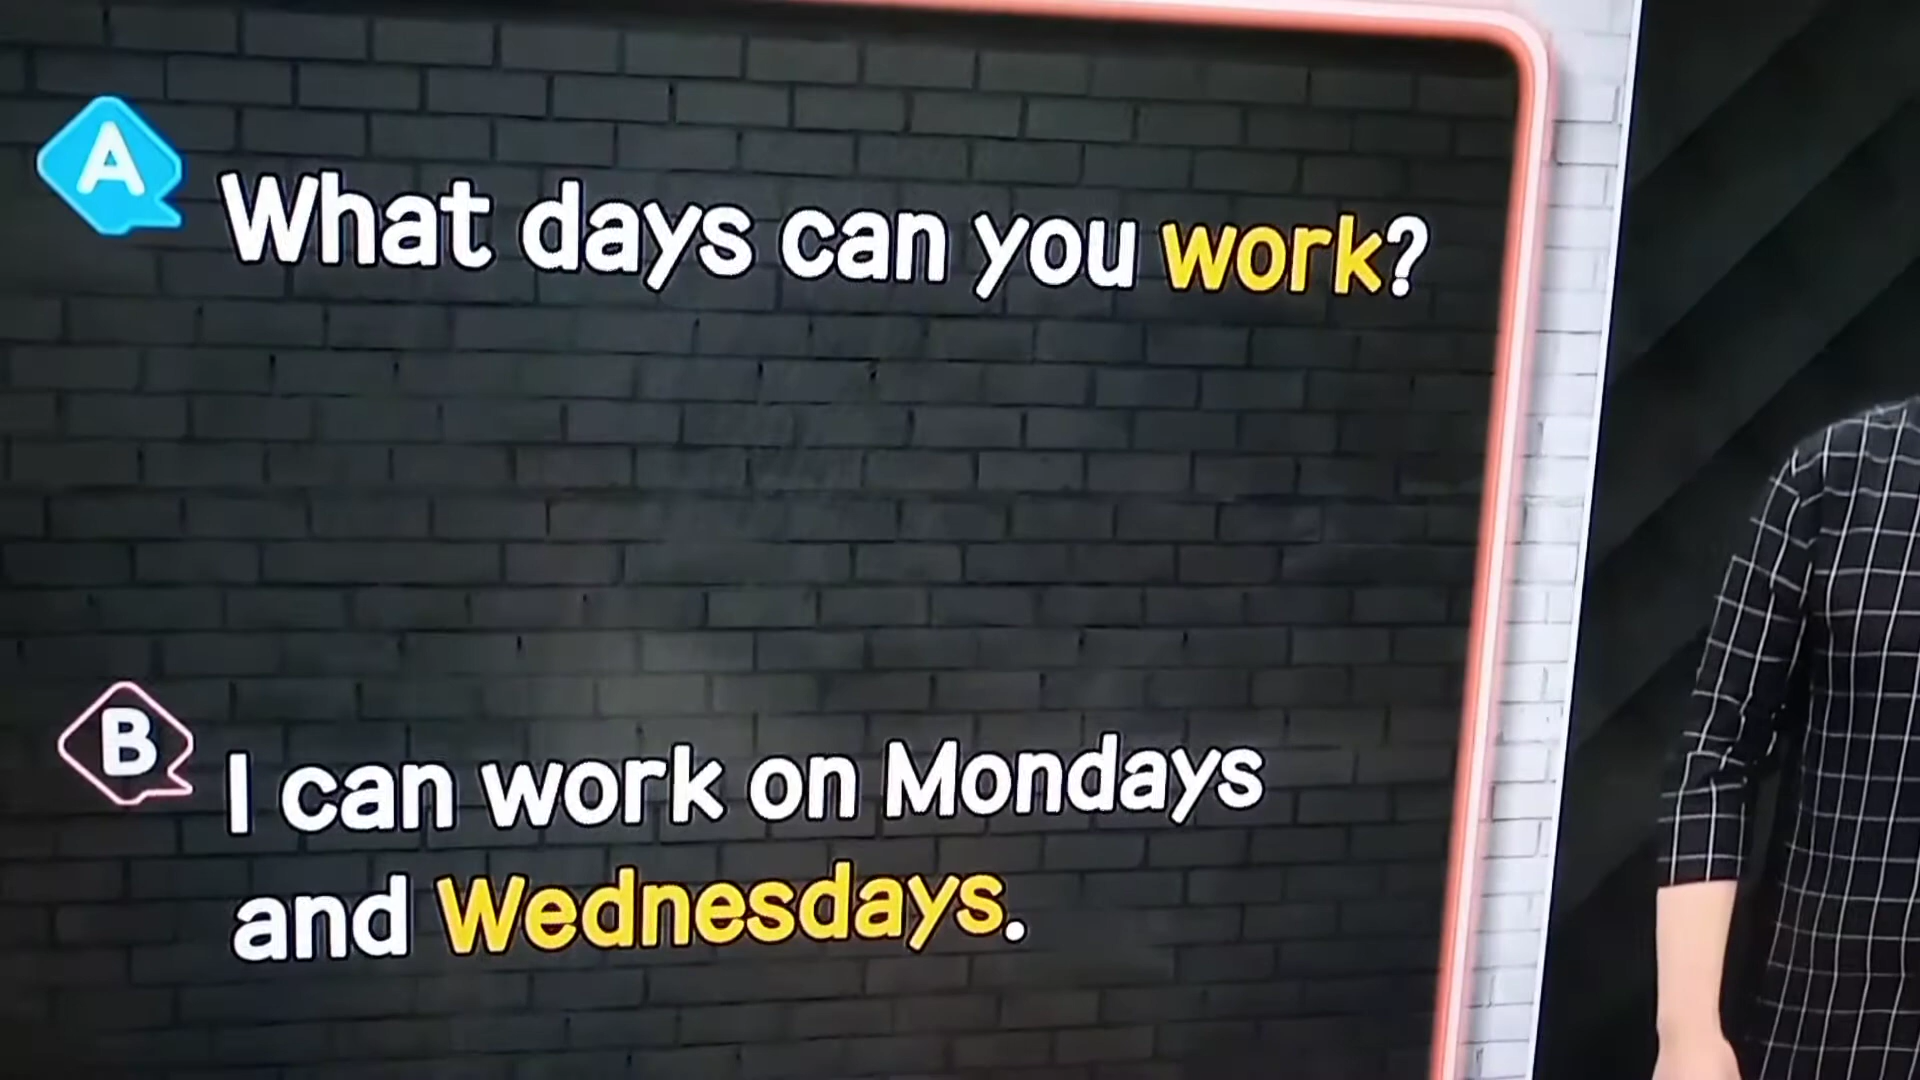 A
What days can you work?
B
I can work on Mondays
and Wednesdays.